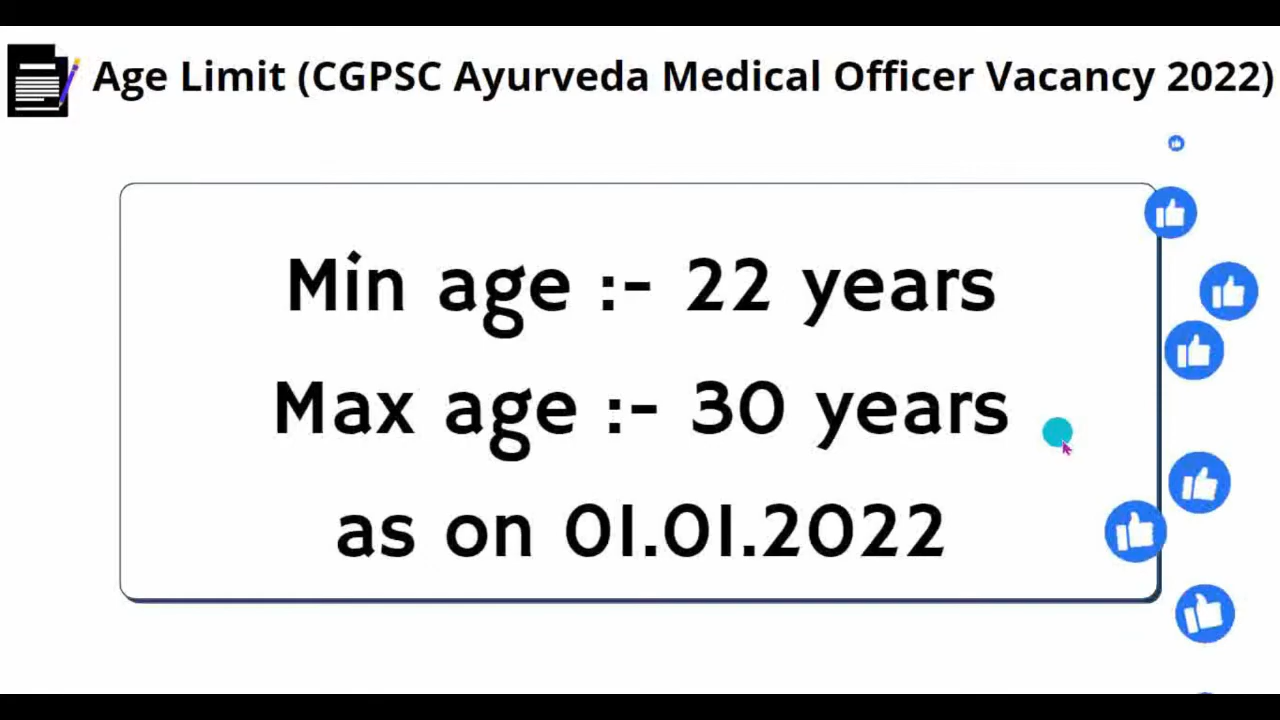 Age Limit (CGPSC Ayurveda Medical Officer Vacancy 2022)
Min age :- 22 years
Max age :- 30 years
as on 01.01.2022